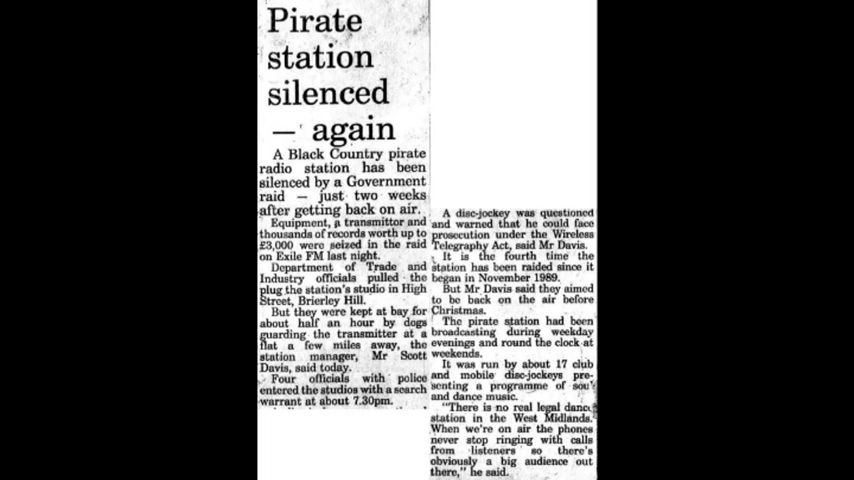 Pirate
station
silenced
— again
A Black Country pirate
radio station has been
silenced by a Government
raid — just two weeks
after getting back on air.
Equipment, a transmittor and
thousands of records worth up to
£3,000 were seized in the raid
on Exile FM last night.
Department of Trade and
Industry officials pulled the
plug the station's studio in High
Street, Brierley Hill.
But they were kept at bay for
about half an hour by dogs
guarding the transmitter at a
flat a few miles away, the
station manager, Mr Scott
Davis, said today.
Four officials with police
entered the studios with a search
warrant at about 7.30pm.
A disc-jockey was questioned
and warned that he could face
prosecution under the Wireless
Telegraphy Act, said Mr Davis.
It is the fourth time the
station has been raided since it
began in November 1989.
But Mr Davis said they aimed
to be back on the air before
Christmas.
The pirate station had been
broadcasting during weekday
evenings and round the clock at
weekends.
It was run by about 17 club
and mobile disc-jockeys pre-
senting a programme of soul
and dance music.
"There is no real legal dance
station in the West Midlands.
When we're on air the phones
never stop ringing with calls
from listeners so there's
obviously a big audience out
there," he said.